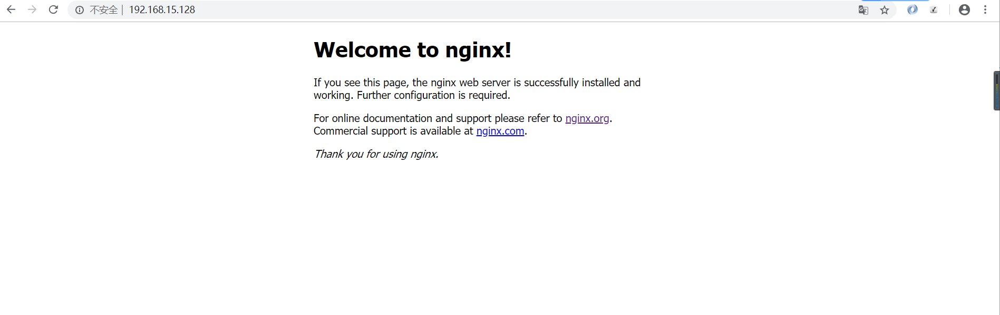 不安全 | 192.168.15.128
Welcome to nginx!
If you see this page, the nginx web server is successfully installed and
working. Further configuration is required.
For online documentation and support please refer to nginx.org.
Commercial support is available at nginx.com.
Thank you for using nginx.